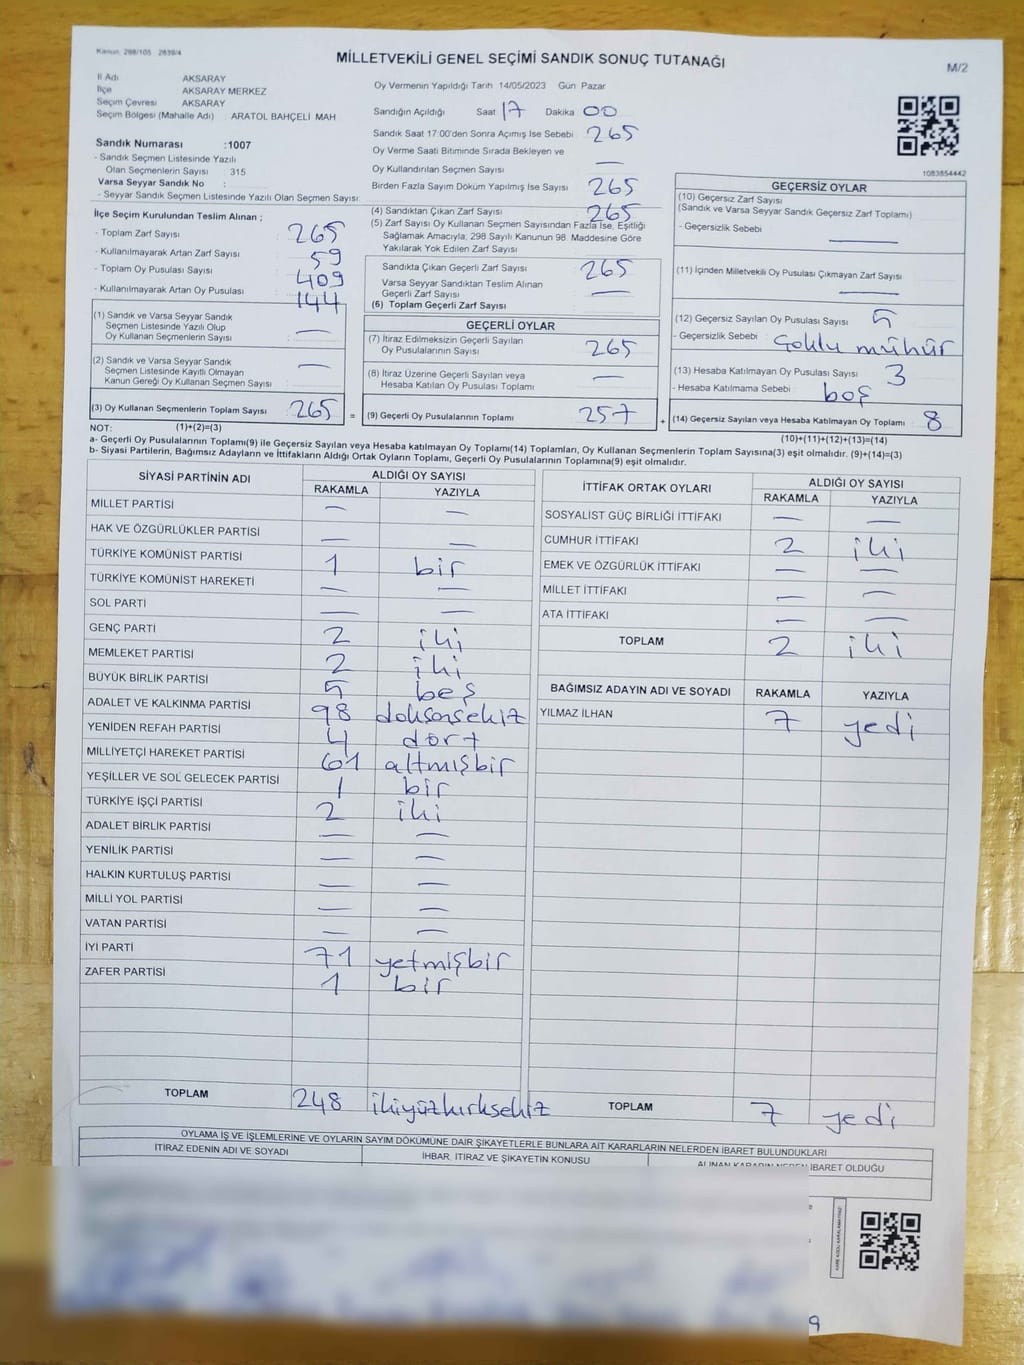 Kanun: 298/105 2839/4
MİLLETVEKİLİ GENEL SEÇİMİ SANDIK SONUÇ TUTANAĞI
M/2
İl Adı AKSARAY
İlçe AKSARAY MERKEZ
Seçim Çevresi AKSARAY
Seçim Bölgesi (Mahalle Adı) : ARATOL BAHÇELİ MAH
Sandık Numarası :1007
- Sandık Seçmen Listesinde Yazılı
Olan Seçmenlerin Sayısı 315
Varsa Seyyar Sandık No :
- Seyyar Sandık Seçmen Listesinde Yazılı Olan Seçmen Sayısı:
Oy Vermenin Yapıldığı Tarih 14/05/2023 Gün Pazar
Sandığın Açıldığı Saat 17 Dakika 00
Sandık Saat 17:00'den Sonra Açımış İse Sebebi : 265
Oy Verme Saati Bitiminde Sırada Bekleyen ve
Oy Kullandırılan Seçmen Sayısı —
Birden Fazla Sayım Döküm Yapılmış İse Sayısı 265
1083854442
İlçe Seçim Kurulundan Teslim Alınan ;
- Toplam Zarf Sayısı : 265
- Kullanılmayarak Artan Zarf Sayısı : 59
- Toplam Oy Pusulası Sayısı : 409
- Kullanılmayarak Artan Oy Pusulası : 144
(1) Sandık ve Varsa Seyyar Sandık
Seçmen Listesinde Yazılı Olup
Oy Kullanan Seçmenlerin Sayısı : —
(2) Sandık ve Varsa Seyyar Sandık
Seçmen Listesinde Kayıtlı Olmayan
Kanun Gereği Oy Kullanan Seçmen Sayısı : —
(3) Oy Kullanan Seçmenlerin Toplam Sayısı 265 =
(4) Sandıktan Çıkan Zarf Sayısı 265
(5) Zarf Sayısı Oy Kullanan Seçmen Sayısından Fazla İse, Eşitliği
Sağlamak Amacıyla; 298 Sayılı Kanunun 98. Maddesine Göre
Yakılarak Yok Edilen Zarf Sayısı
Sandıkta Çıkan Geçerli Zarf Sayısı 265
Varsa Seyyar Sandıktan Teslim Alınan
Geçerli Zarf Sayısı —
(6) Toplam Geçerli Zarf Sayısı
GEÇERLİ OYLAR
(7) İtiraz Edilmeksizin Geçerli Sayılan
Oy Pusulalarının Sayısı 265
(8) İtiraz Üzerine Geçerli Sayılan veya
Hesaba Katılan Oy Pusulası Toplamı —
(9) Geçerli Oy Pusulalarının Toplamı 257 +
GEÇERSİZ OYLAR
(10) Geçersiz Zarf Sayısı
(Sandık ve Varsa Seyyar Sandık Geçersiz Zarf Toplamı)
- Geçersizlik Sebebi : —
(11) İçinden Milletvekili Oy Pusulası Çıkmayan Zarf Sayısı : —
(12) Geçersiz Sayılan Oy Pusulası Sayısı 5
- Geçersizlik Sebebi : Çoklu mühür
(13) Hesaba Katılmayan Oy Pusulası Sayısı 3
- Hesaba Katılmama Sebebi : boş
(14) Geçersiz Sayılan veya Hesaba Katılmayan Oy Toplamı 8
NOT: (1)+(2)=(3)
(10)+(11)+(12)+(13)=(14)
a- Geçerli Oy Pusulalarının Toplamı(9) ile Geçersiz Sayılan veya Hesaba katılmayan Oy Toplamı(14) Toplamları, Oy Kullanan Seçmenlerin Toplam Sayısına(3) eşit olmalıdır. (9)+(14)=(3)
b- Siyasi Partilerin, Bağımsız Adayların ve İttifakların Aldığı Oyların Toplamı, Geçerli Oy Pusulalarının Toplamına(9) eşit olmalıdır.
SİYASİ PARTİNİN ADI ALDIĞI OY SAYISI
RAKAMLA YAZIYLA
MİLLET PARTİSİ — —
HAK VE ÖZGÜRLÜKLER PARTİSİ — —
TÜRKİYE KOMÜNİST PARTİSİ 1 bir
TÜRKİYE KOMÜNİST HAREKETİ — —
SOL PARTİ — —
GENÇ PARTİ 2 iki
MEMLEKET PARTİSİ 2 iki
BÜYÜK BİRLİK PARTİSİ 5 beş
ADALET VE KALKINMA PARTİSİ 98 doksansekiz
YENİDEN REFAH PARTİSİ 4 dört
MİLLİYETÇİ HAREKET PARTİSİ 61 altmışbir
YEŞİLLER VE SOL GELECEK PARTİSİ 1 bir
TÜRKİYE İŞÇİ PARTİSİ 2 iki
ADALET BİRLİK PARTİSİ — —
YENİLİK PARTİSİ — —
HALKIN KURTULUŞ PARTİSİ — —
MİLLİ YOL PARTİSİ — —
VATAN PARTİSİ — —
İYİ PARTİ 71 yetmişbir
ZAFER PARTİSİ 1 bir
TOPLAM 248 ikiyüzkırksekiz
İTTİFAK ORTAK OYLARI ALDIĞI OY SAYISI
RAKAMLA YAZIYLA
SOSYALİST GÜÇ BİRLİĞİ İTTİFAKI — —
CUMHUR İTTİFAKI 2 iki
EMEK VE ÖZGÜRLÜK İTTİFAKI — —
MİLLET İTTİFAKI — —
ATA İTTİFAKI — —
TOPLAM 2 iki
BAĞIMSIZ ADAYIN ADI VE SOYADI RAKAMLA YAZIYLA
YILMAZ İLHAN 7 yedi
TOPLAM 7 yedi
OYLAMA İŞ VE İŞLEMLERİNE VE OYLARIN SAYIM DÖKÜMÜNE DAİR ŞİKAYETLERLE BUNLARA AİT KARARLARIN NELERDEN İBARET BULUNDUKLARI
İTİRAZ EDENİN ADI VE SOYADI İHBAR, İTİRAZ VE ŞİKAYETİN KONUSU ALINAN KARARIN NEDEN İBARET OLDUĞU
9